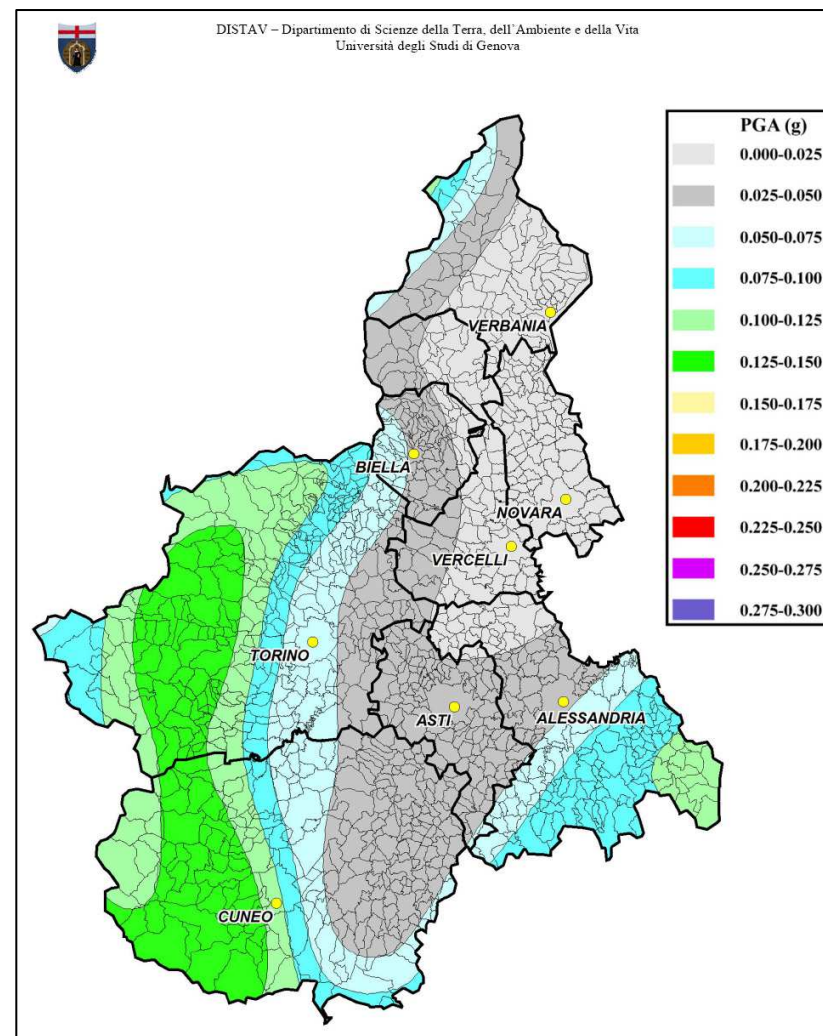 DISTAV – Dipartimento di Scienze della Terra, dell'Ambiente e della Vita
Università degli Studi di Genova
PGA (g)
0.000-0.025
0.025-0.050
0.050-0.075
0.075-0.100
0.100-0.125
0.125-0.150
0.150-0.175
0.175-0.200
0.200-0.225
0.225-0.250
0.250-0.275
0.275-0.300
VERBANIA
BIELLA
NOVARA
VERCELLI
TORINO
ASTI
ALESSANDRIA
CUNEO